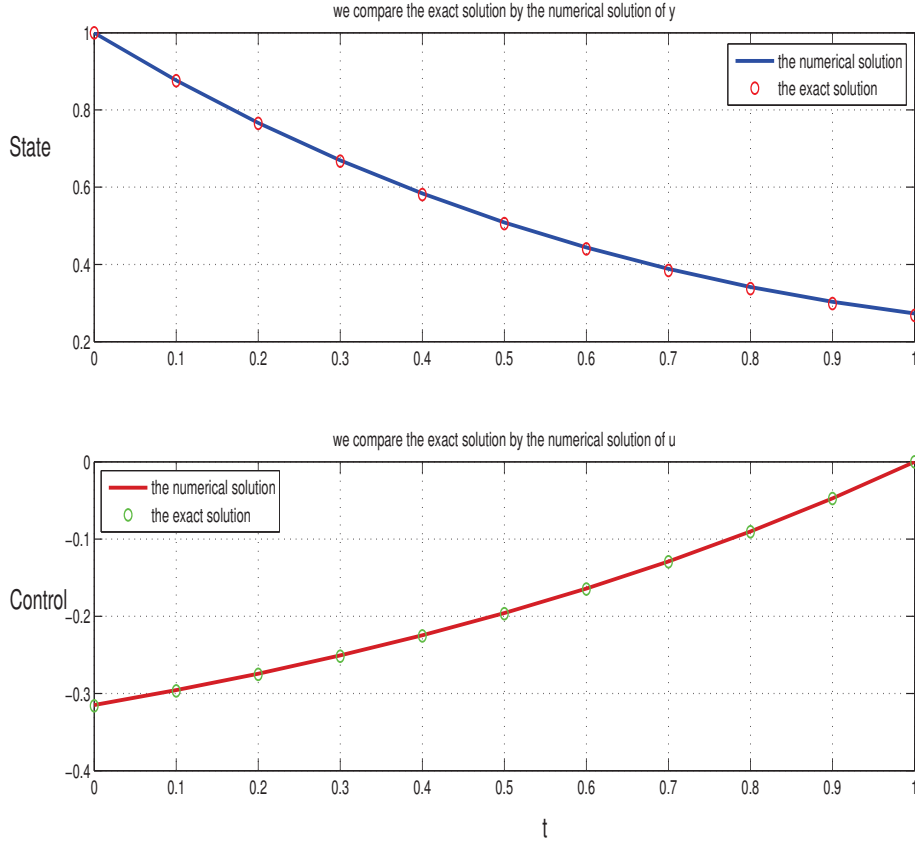 we compare the exact solution by the numerical solution of y
1
0.8
0.6
0.4
0.2
State
the numerical solution
the exact solution
0 0.1 0.2 0.3 0.4 0.5 0.6 0.7 0.8 0.9 1
we compare the exact solution by the numerical solution of u
0
−0.1
−0.2
−0.3
−0.4
Control
the numerical solution
the exact solution
0 0.1 0.2 0.3 0.4 0.5 0.6 0.7 0.8 0.9 1
t